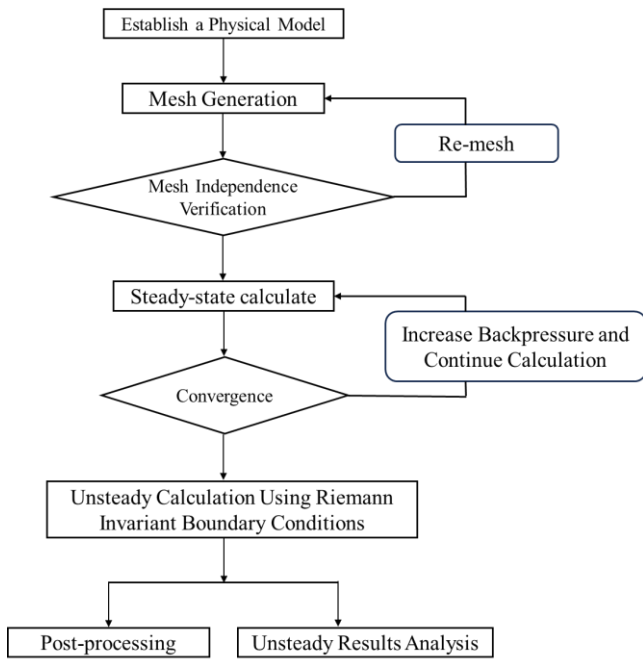 Establish a Physical Model
Mesh Generation
Re-mesh
Mesh Independence
Verification
Steady-state calculate
Increase Backpressure and
Continue Calculation
Convergence
Unsteady Calculation Using Riemann
Invariant Boundary Conditions
Post-processing
Unsteady Results Analysis